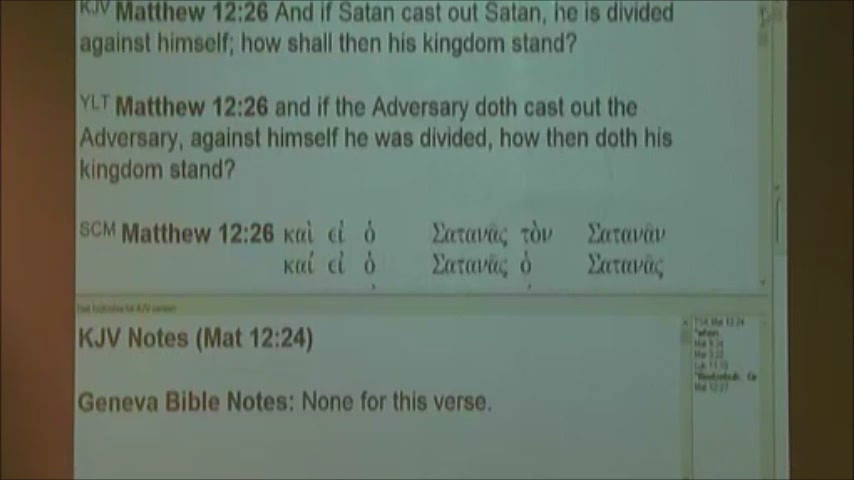 KJV Matthew 12:26 And if Satan cast out Satan, he is divided
against himself; how shall then his kingdom stand?
YLT Matthew 12:26 and if the Adversary doth cast out the
Adversary, against himself he was divided, how then doth his
kingdom stand?
SCM Matthew 12:26 καὶ εἰ ὁ Σατανᾶς τὸν Σατανᾶν
καί εἰ ὁ Σατανᾶς ὁ Σατανᾶς
KJV Notes (Mat 12:24)
Geneva Bible Notes: None for this verse.